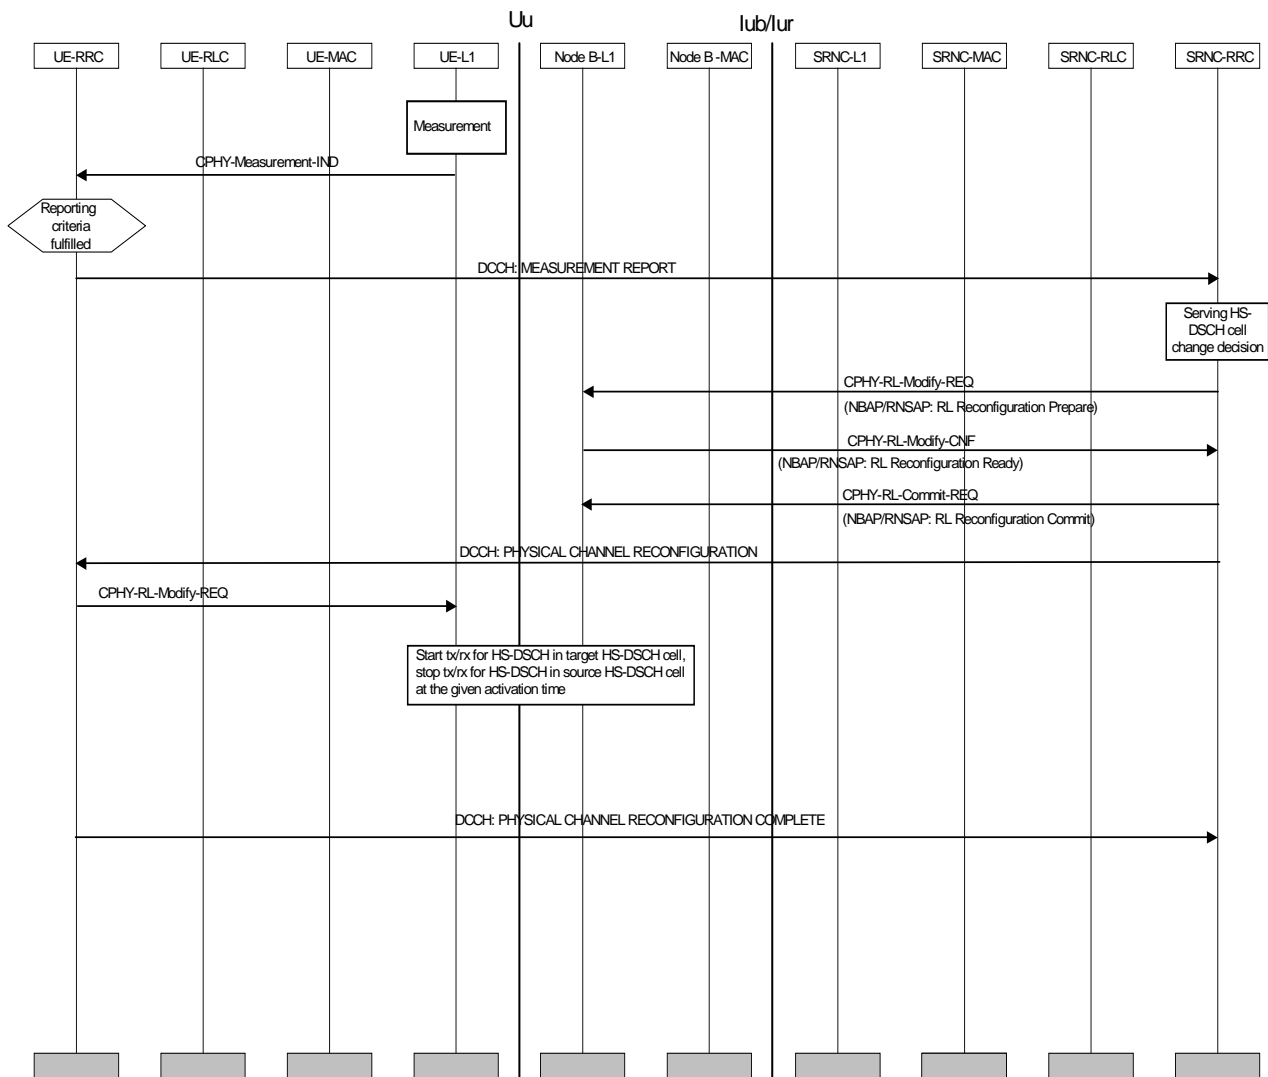 Uu
Iub/Iur
UE-RRC
UE-RLC
UE-MAC
UE-L1
Node B-L1
Node B -MAC
SRNC-L1
SRNC-MAC
SRNC-RLC
SRNC-RRC
Measurement
CPHY-Measurement-IND
Reporting
criteria
fulfilled
DCCH: MEASUREMENT REPORT
Serving HS-
DSCH cell
change decision
CPHY-RL-Modify-REQ
(NBAP/RNSAP: RL Reconfiguration Prepare)
CPHY-RL-Modify-CNF
(NBAP/RNSAP: RL Reconfiguration Ready)
CPHY-RL-Commit-REQ
(NBAP/RNSAP: RL Reconfiguration Commit)
DCCH: PHYSICAL CHANNEL RECONFIGURATION
CPHY-RL-Modify-REQ
Start tx/rx for HS-DSCH in target HS-DSCH cell,
stop tx/rx for HS-DSCH in source HS-DSCH cell
at the given activation time
DCCH: PHYSICAL CHANNEL RECONFIGURATION COMPLETE